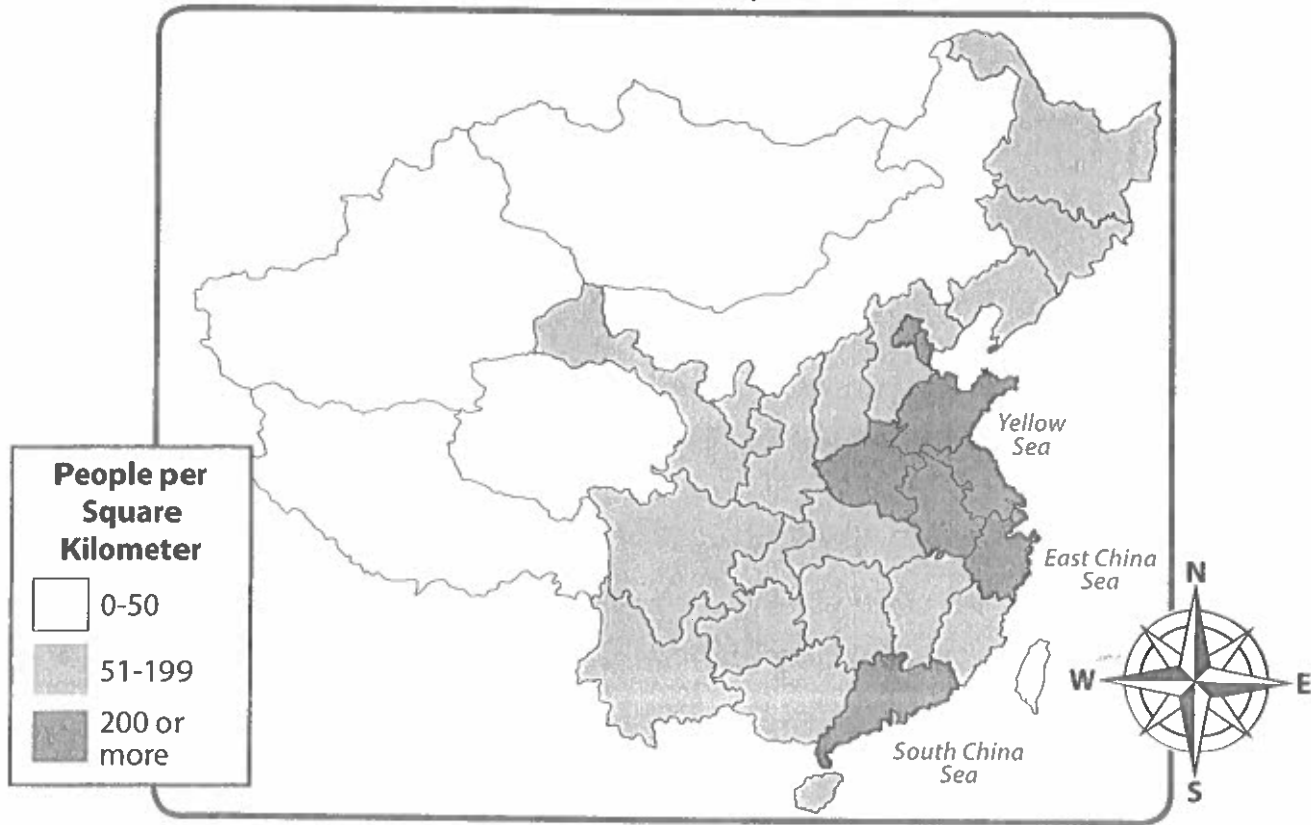 Yellow
Sea
People per
Square
Kilometer
0-50
51-199
200 or
more
East China
Sea
South China
Sea
N
W
E
S